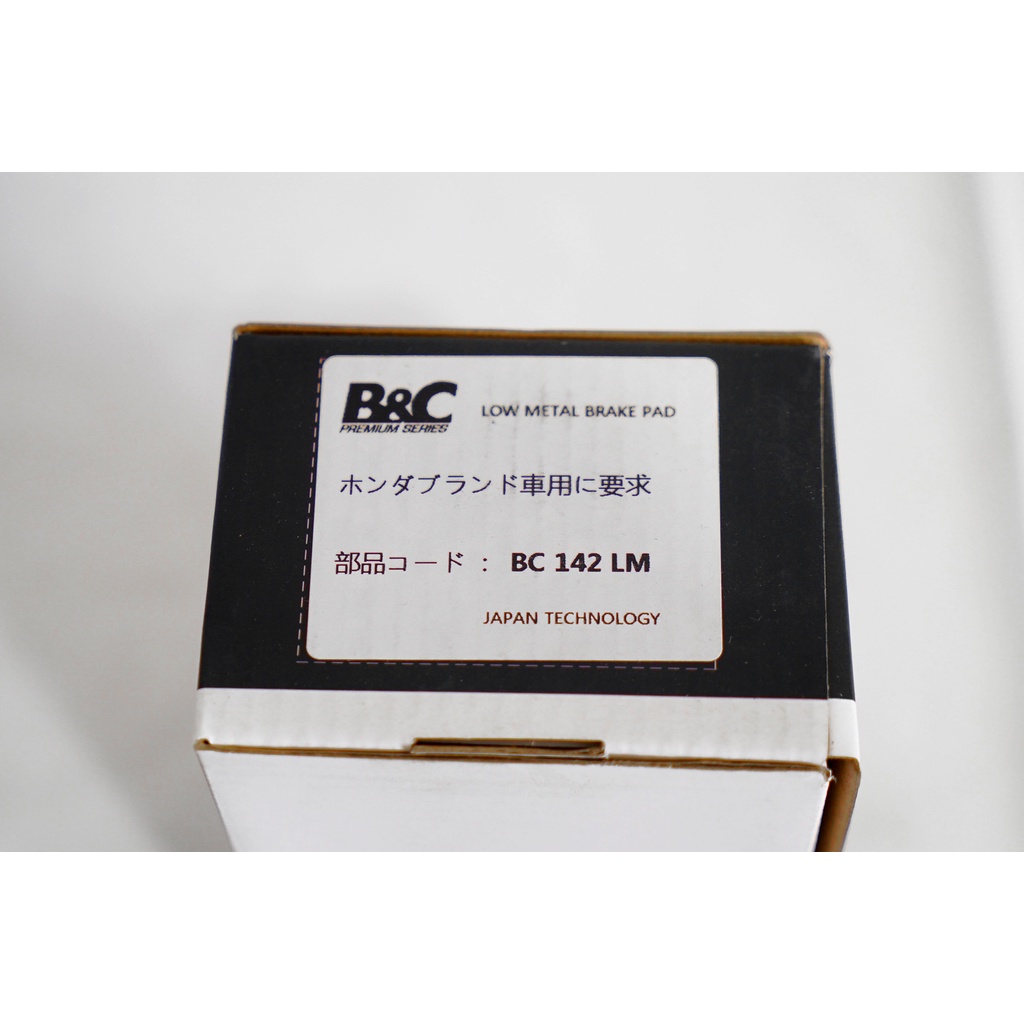 B&C LOW METAL BRAKE PAD
PREMIUM SERIES
ホンダブランド車用に要求
部品コード : BC 142 LM
JAPAN TECHNOLOGY